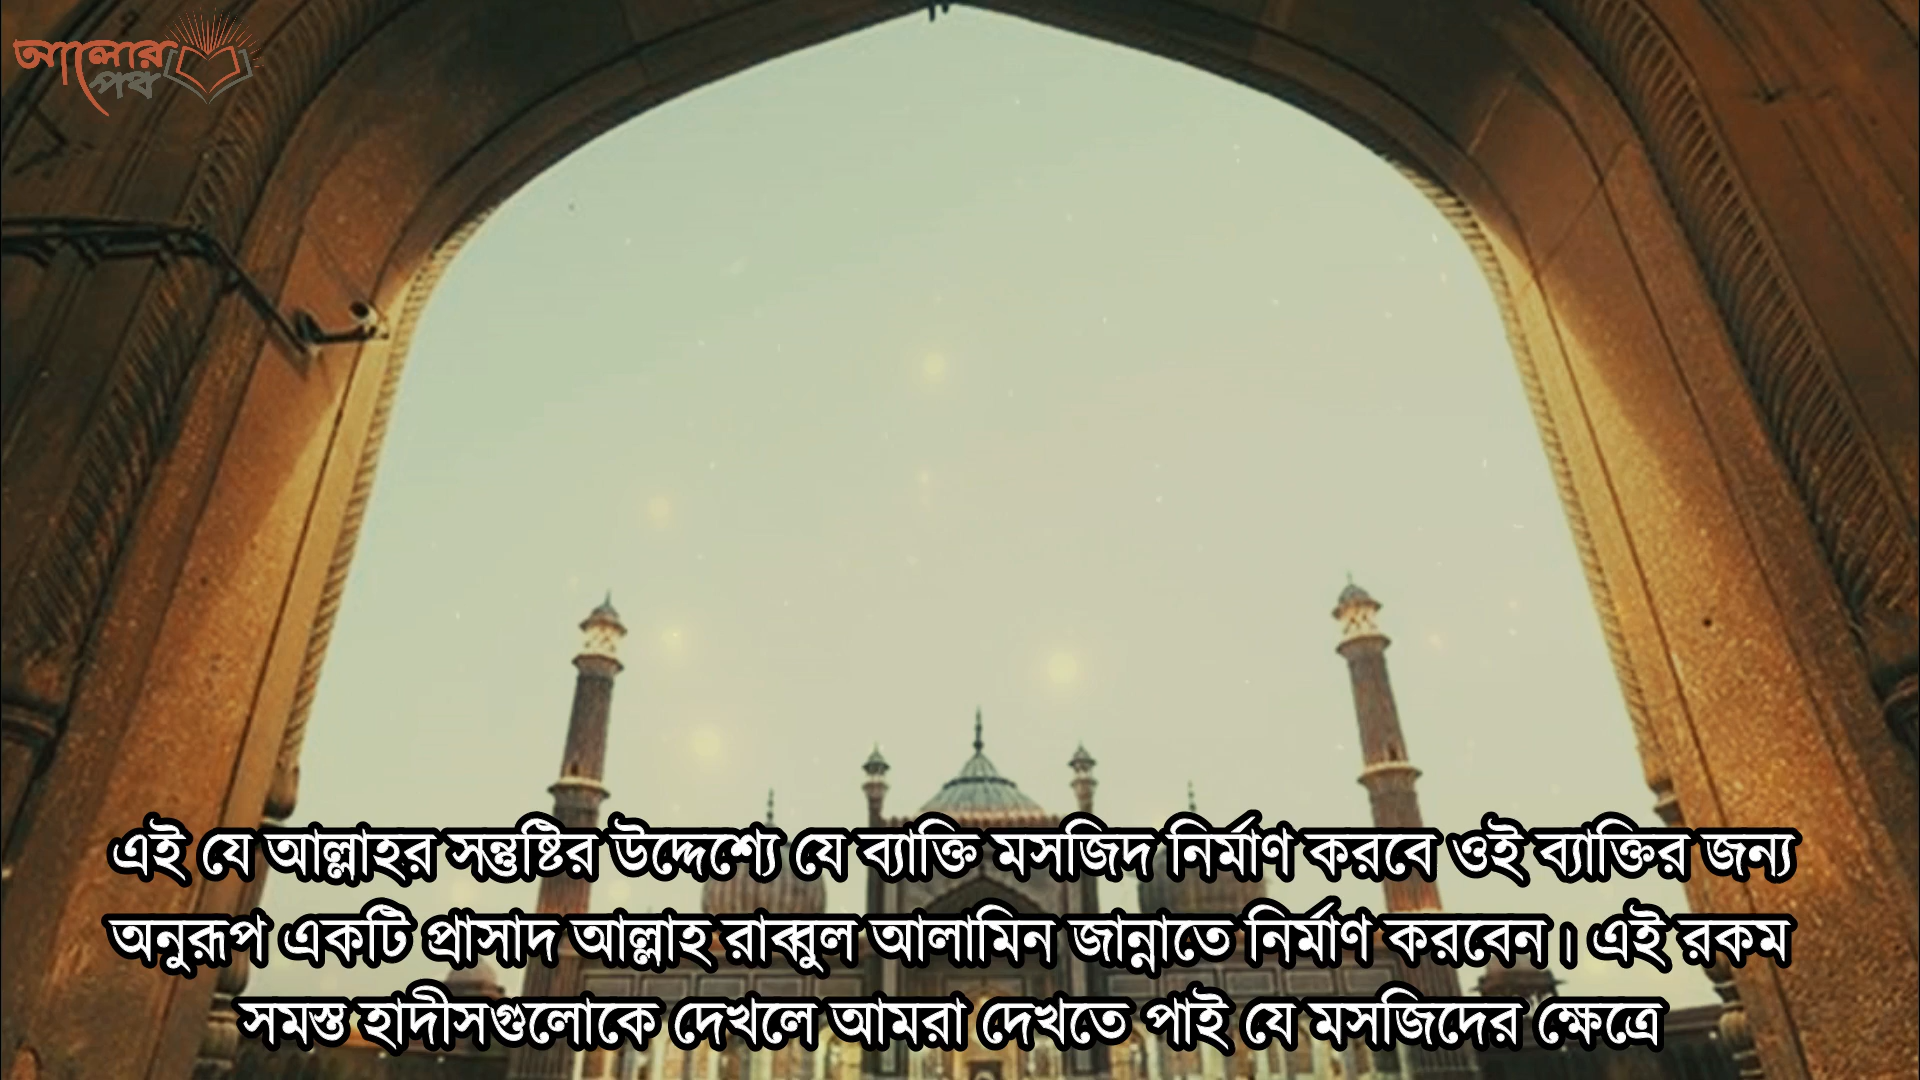 আলোর
পথ
এই যে আল্লাহর সন্তুষ্টির উদ্দেশ্যে যে ব্যাক্তি মসজিদ নির্মাণ করবে ওই ব্যাক্তির জন্য
অনুরূপ একটি প্রাসাদ আল্লাহ রাব্বুল আলামিন জান্নাতে নির্মাণ করবেন। এই রকম
সমস্ত হাদীসগুলোকে দেখলে আমরা দেখতে পাই যে মসজিদের ক্ষেত্রে